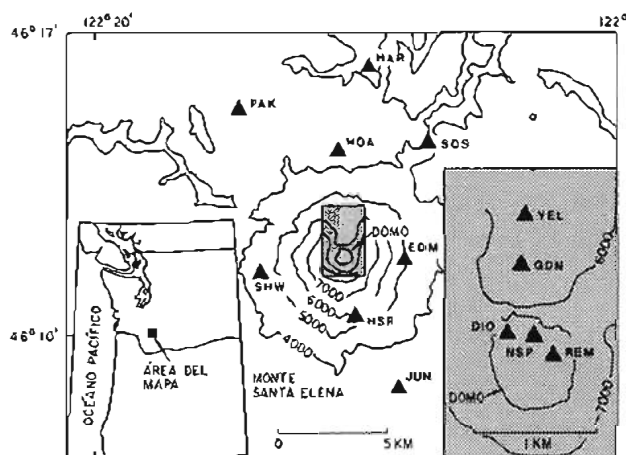 122° 20'
122°
46° 17'
HAR
PAK
MOA
SOS
YEL
6000
GDN
DOMO
EDM
SHW
7000
6000
HSR
5000
4000
46° 10'
DIO
NSP
REM
DOMO
7000
OCÉANO PACÍFICO
ÁREA DEL
MAPA
MONTE
SANTA ELENA
JUN
0
5 KM
1 KM